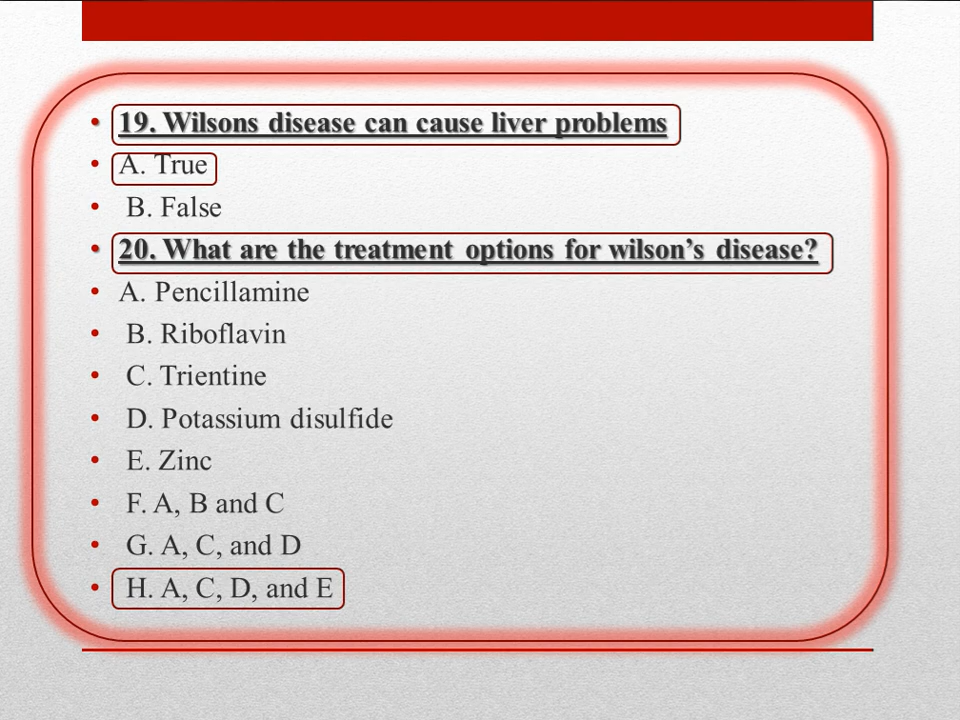 • 19. Wilsons disease can cause liver problems
• A. True
• B. False
• 20. What are the treatment options for wilson’s disease?
• A. Pencillamine
• B. Riboflavin
• C. Trientine
• D. Potassium disulfide
• E. Zinc
• F. A, B and C
• G. A, C, and D
• H. A, C, D, and E